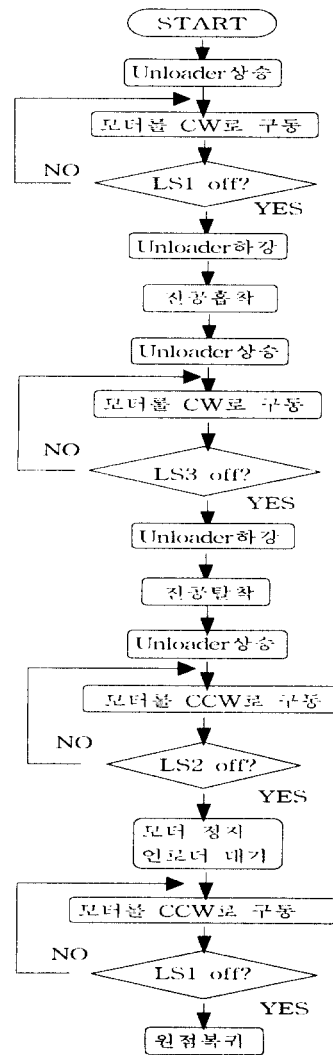 START
Unloader상승
모터를 CW로 구동
NO
LS1 off?
YES
Unloader하강
진공흡착
Unloader상승
모터를 CW로 구동
NO
LS3 off?
YES
Unloader하강
진공탈착
Unloader상승
모터를 CCW로 구동
NO
LS2 off?
YES
모터 정지
언로더 대기
모터를 CCW로 구동
NO
LS1 off?
YES
원점복귀